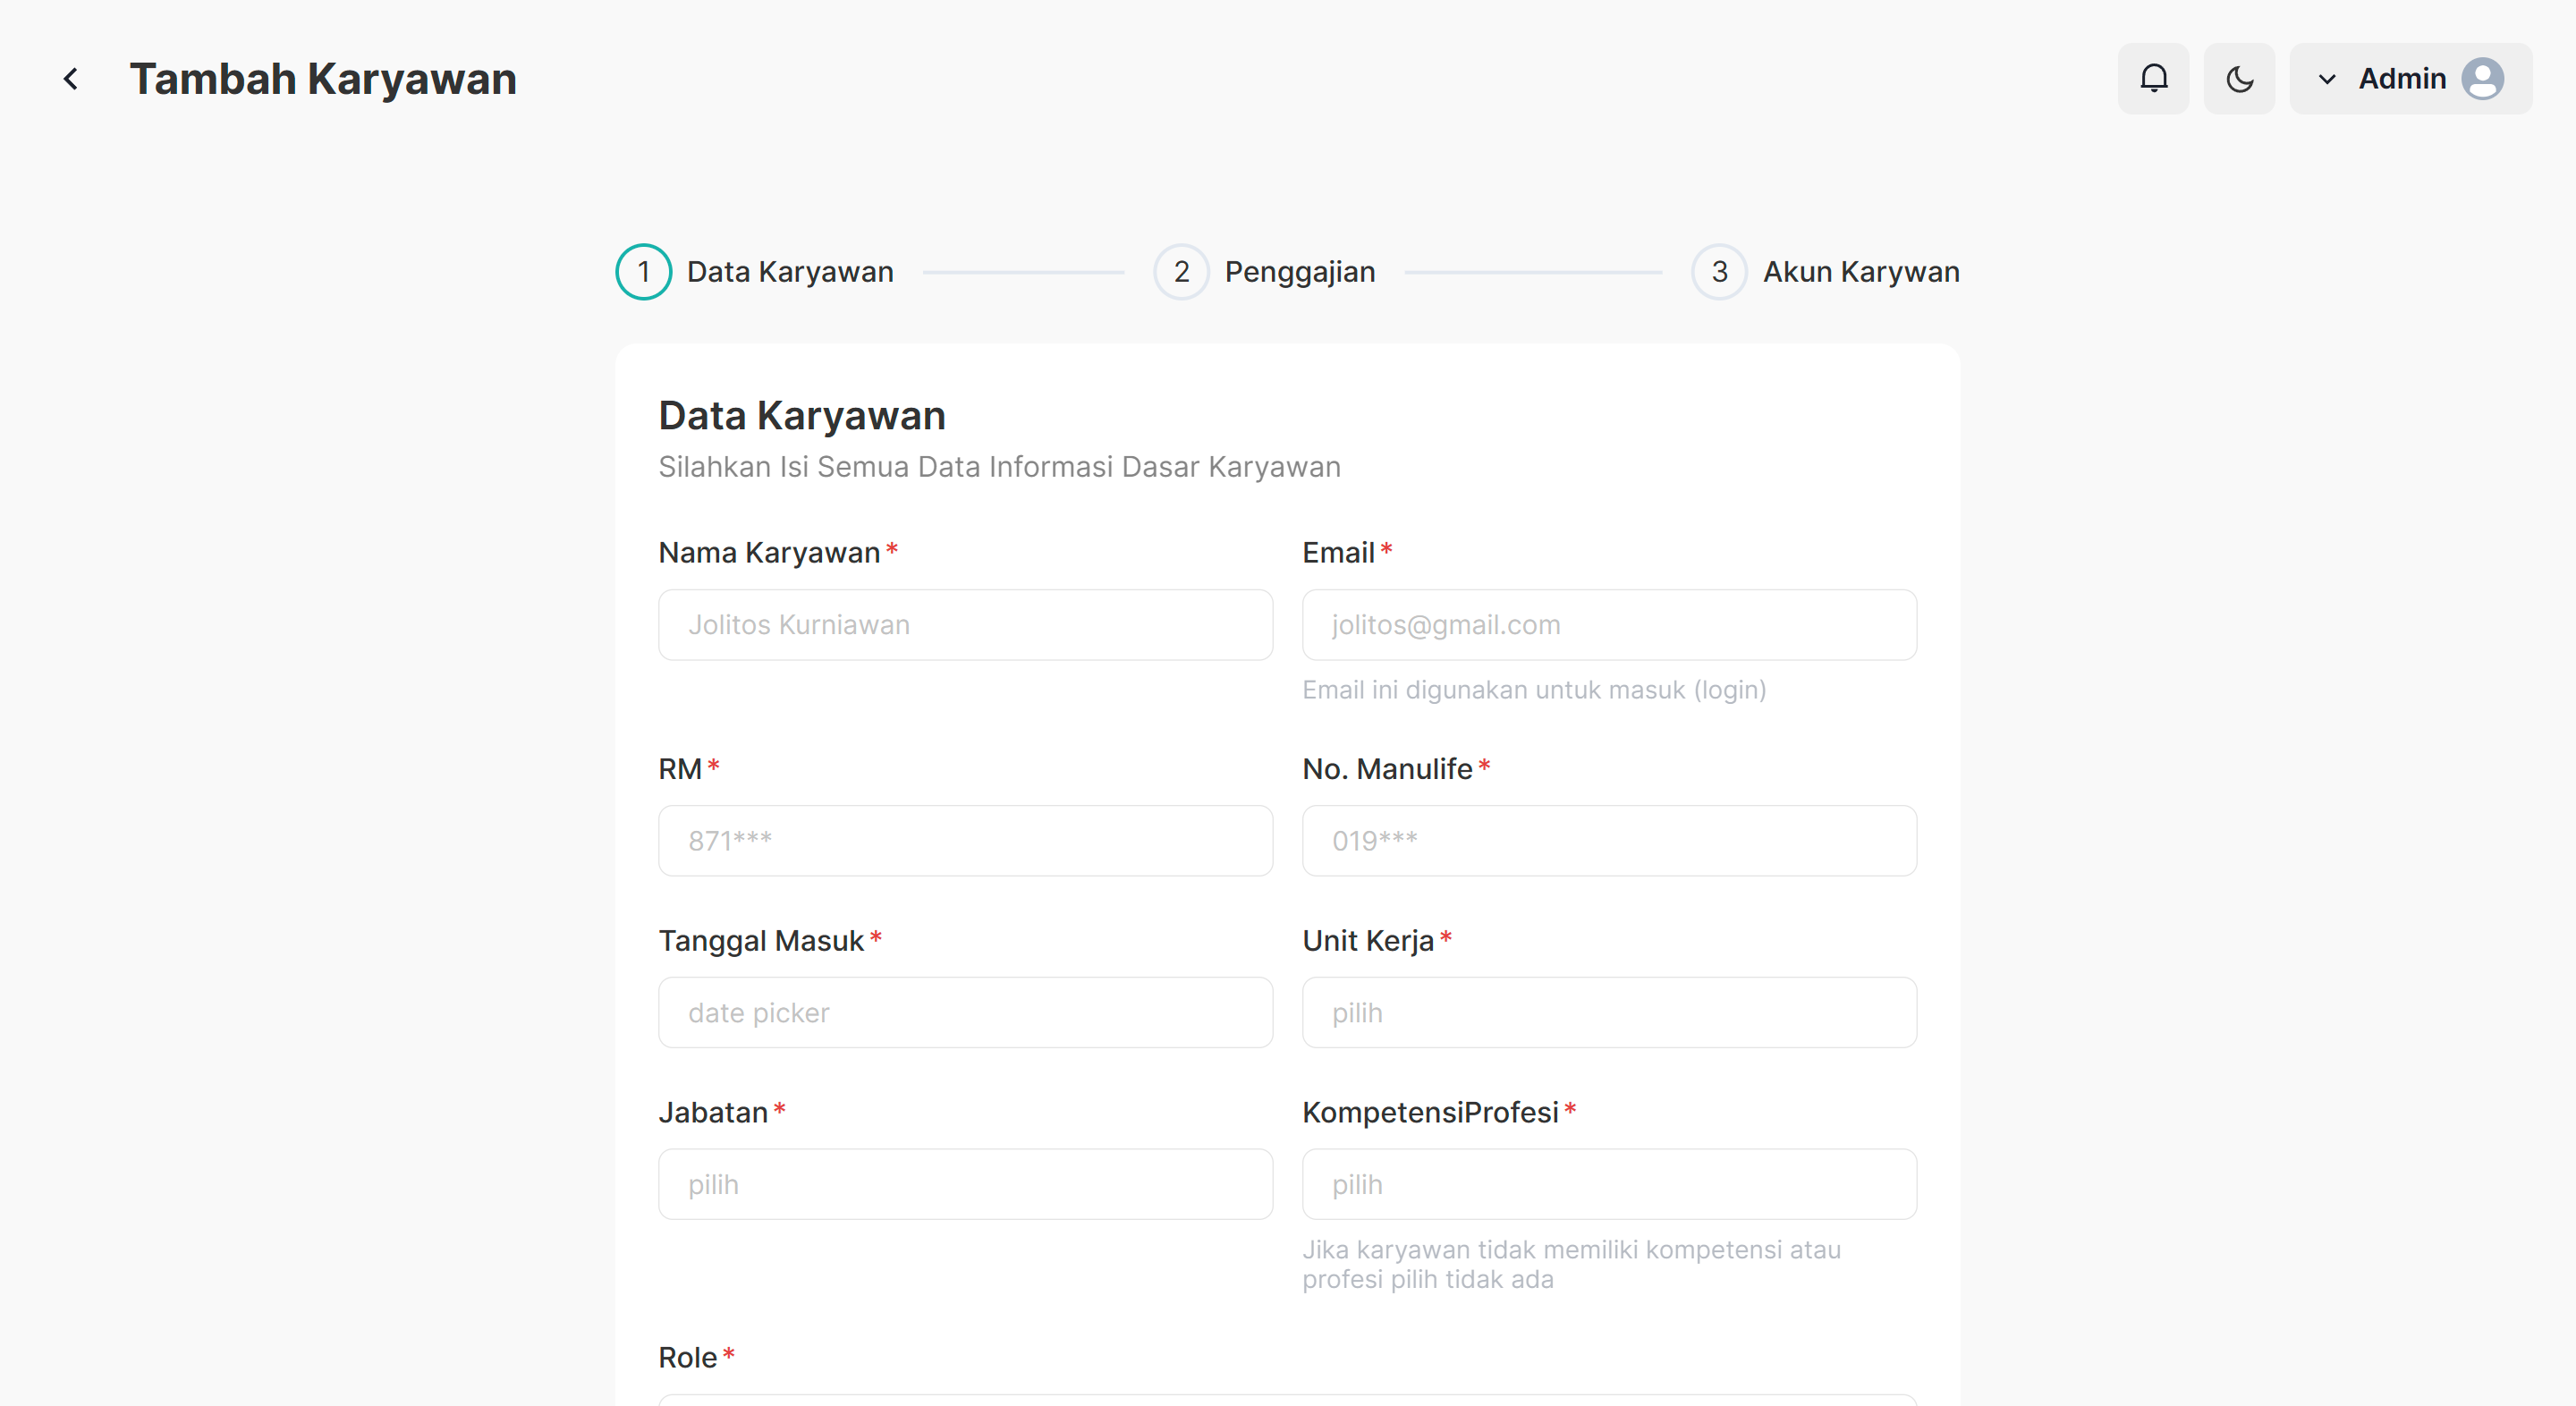 Tambah Karyawan
Admin
1 Data Karyawan 2 Penggajian 3 Akun Karywan
Data Karyawan
Silahkan Isi Semua Data Informasi Dasar Karyawan
Nama Karyawan* Email*
Jolitos Kurniawan jolitos@gmail.com
Email ini digunakan untuk masuk (login)
RM* No. Manulife*
871*** 019***
Tanggal Masuk* Unit Kerja*
date picker pilih
Jabatan* KompetensiProfesi*
pilih pilih
Jika karyawan tidak memiliki kompetensi atau
profesi pilih tidak ada
Role*